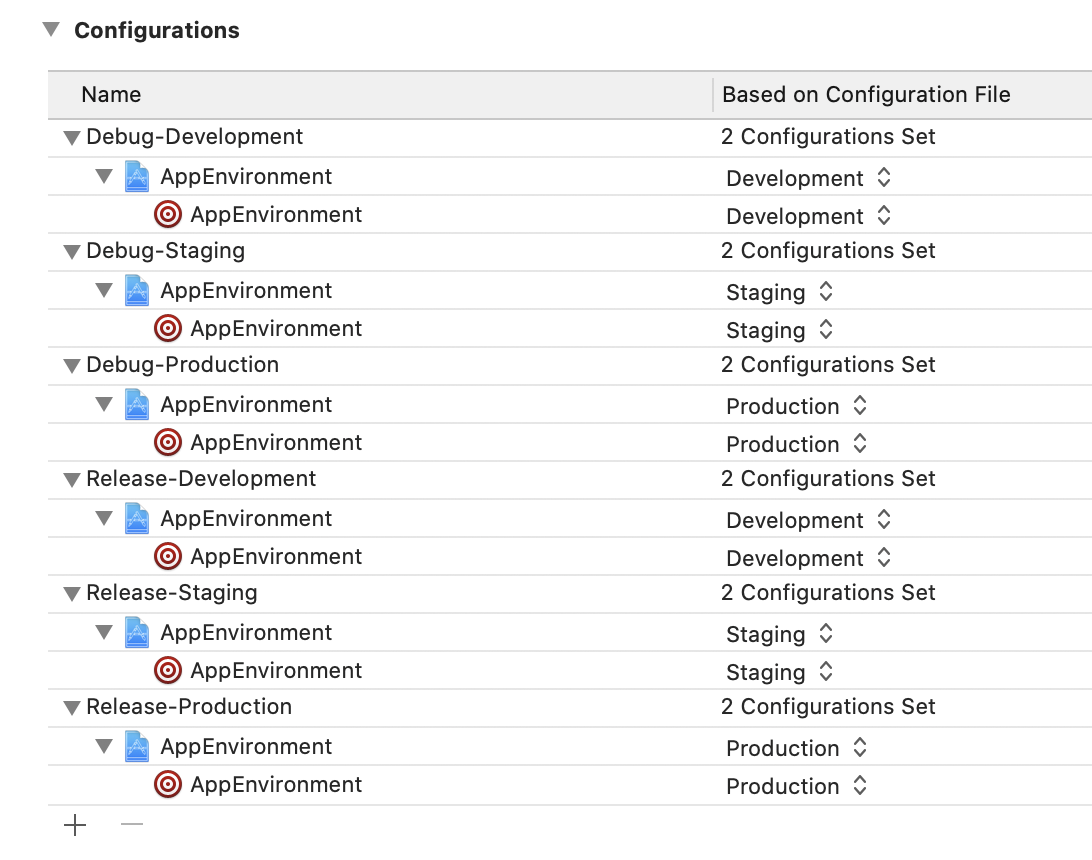 Configurations
Name Based on Configuration File
Debug-Development 2 Configurations Set
AppEnvironment Development
AppEnvironment Development
Debug-Staging 2 Configurations Set
AppEnvironment Staging
AppEnvironment Staging
Debug-Production 2 Configurations Set
AppEnvironment Production
AppEnvironment Production
Release-Development 2 Configurations Set
AppEnvironment Development
AppEnvironment Development
Release-Staging 2 Configurations Set
AppEnvironment Staging
AppEnvironment Staging
Release-Production 2 Configurations Set
AppEnvironment Production
AppEnvironment Production